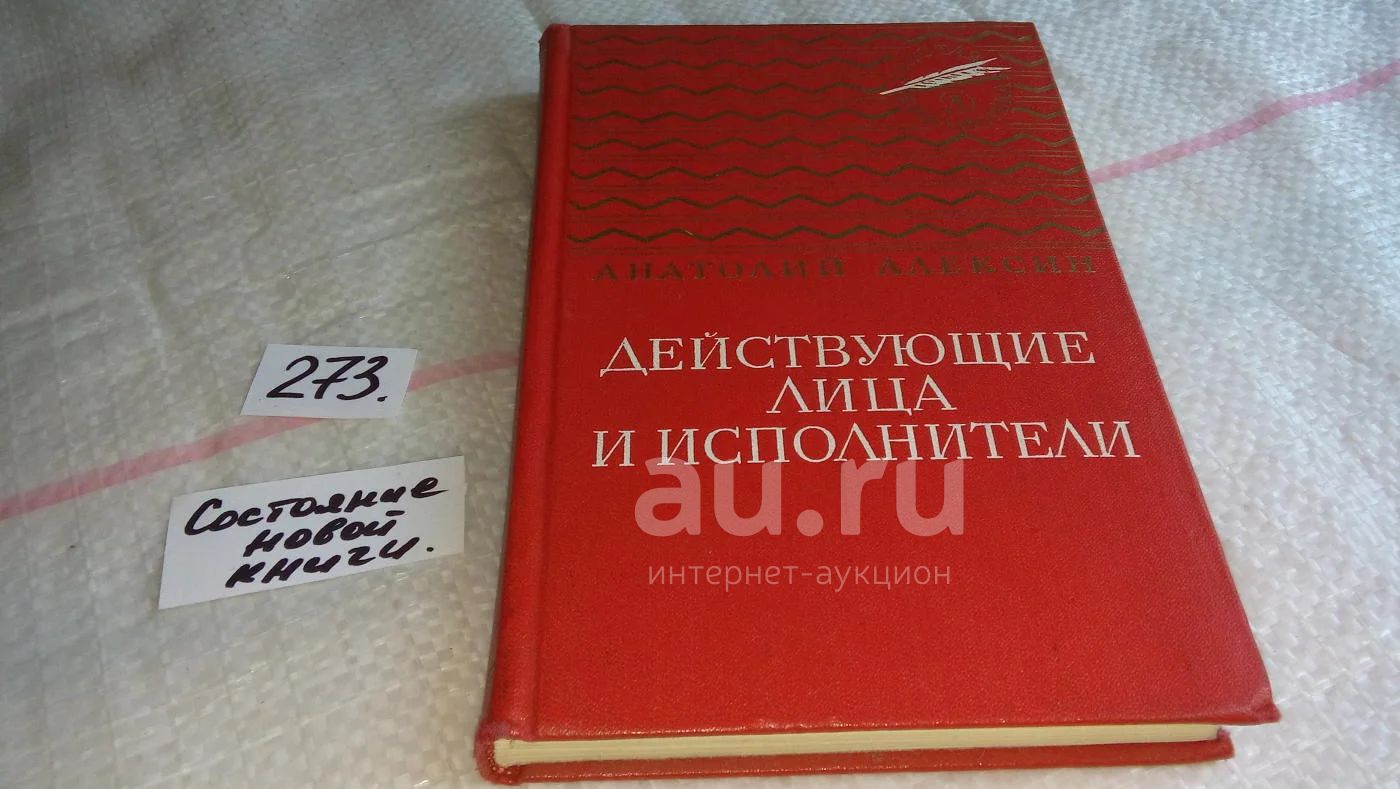 АНАТОЛИЙ АЛЕКСИН
ДЕЙСТВУЮЩИЕ
ЛИЦА
И ИСПОЛНИТЕЛИ
273.
Состояние
новой
книги.
au.ru
интернет-аукцион